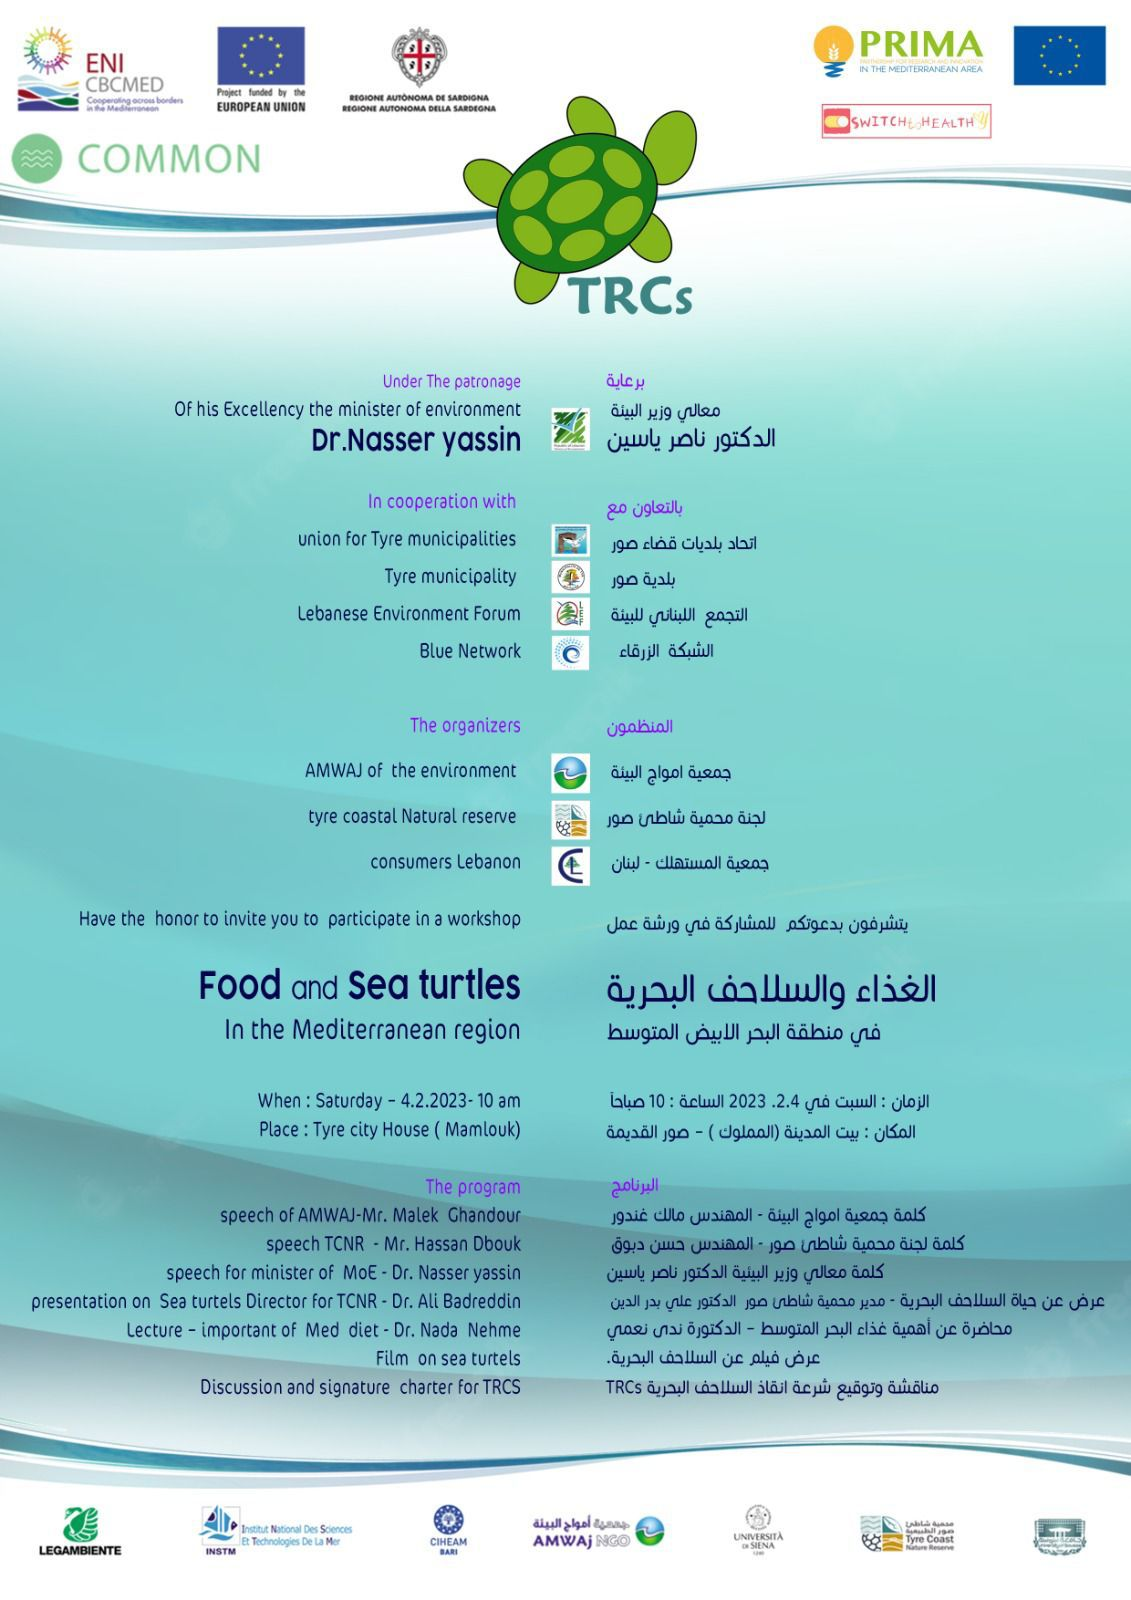 ENI
CBCMED
Cooperating across borders
in the Mediterranean
Project funded by the
EUROPEAN UNION
REGIONE AUTÒNOMA DE SARDIGNA
REGIONE AUTONOMA DELLA SARDEGNA
PRIMA
PARTNERSHIP FOR RESEARCH AND INNOVATION
IN THE MEDITERRANEAN AREA
SWITCHtoHEALTHY
COMMON
TRCs
Under The patronage
Of his Excellency the minister of environment
Dr.Nasser yassin
برعاية
معالي وزير البيئة
الدكتور ناصر ياسين
In cooperation with
union for Tyre municipalities
Tyre municipality
Lebanese Environment Forum
Blue Network
بالتعاون مع
اتحاد بلديات قضاء صور
بلدية صور
التجمع اللبناني للبيئة
الشبكة الزرقاء
The organizers
AMWAJ of the environment
tyre coastal Natural reserve
consumers Lebanon
المنظمون
جمعية امواج البيئة
لجنة محمية شاطئ صور
جمعية المستهلك - لبنان
Have the honor to invite you to participate in a workshop
Food and Sea turtles
In the Mediterranean region
يتشرفون بدعوتكم للمشاركة في ورشة عمل
الغذاء والسلاحف البحرية
في منطقة البحر الابيض المتوسط
When : Saturday – 4.2.2023- 10 am
Place : Tyre city House ( Mamlouk)
الزمان : السبت في 2.4. 2023 الساعة : 10 صباحاً
المكان : بيت المدينة (المملوك ) – صور القديمة
The program
speech of AMWAJ-Mr. Malek Ghandour
speech TCNR - Mr. Hassan Dbouk
speech for minister of MoE - Dr. Nasser yassin
presentation on Sea turtels Director for TCNR - Dr. Ali Badreddin
Lecture – important of Med diet - Dr. Nada Nehme
Film on sea turtels
Discussion and signature charter for TRCS
البرنامج
كلمة جمعية امواج البيئة - المهندس مالك غندور
كلمة لجنة محمية شاطئ صور - المهندس حسن دبوق
كلمة معالي وزير البيئية الدكتور ناصر ياسين
عرض عن حياة السلاحف البحرية - مدير محمية شاطئ صور الدكتور علي بدر الدين
محاضرة عن أهمية غذاء البحر المتوسط – الدكتورة ندى نعمي
عرض فيلم عن السلاحف البحرية.
مناقشة وتوقيع شرعة انقاذ السلاحف البحرية TRCs
LEGAMBIENTE
INSTM
Institut National Des Sciences
Et Technologies De La Mer
CIHEAM
BARI
جمعية أمواج البيئة
AMWAJ NGO
UNIVERSITÀ
DI SIENA
1240
محمية شاطئ
صور الطبيعية
Tyre Coast
Nature Reserve